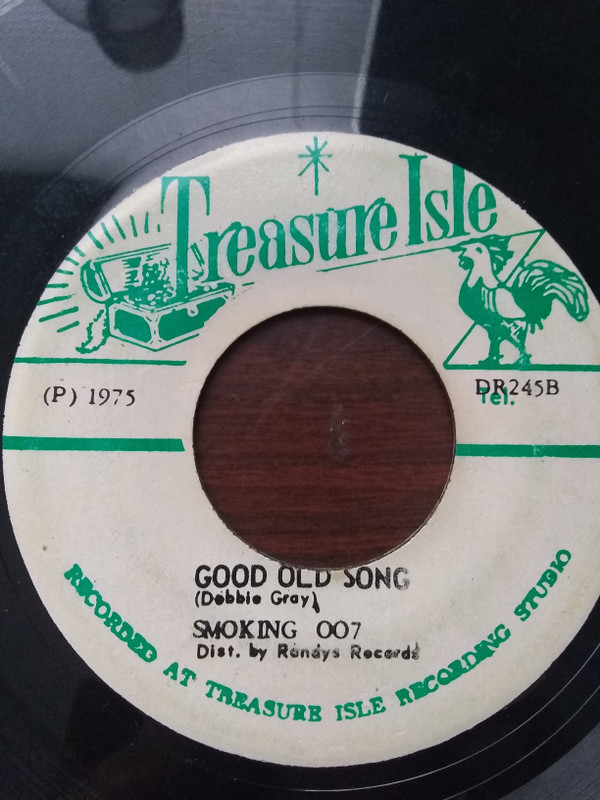 Treasure Isle
(P) 1975
DR245B
Tel.
GOOD OLD SONG
(Debbie Gray)
SMOKING OO7
Dist. by Randys Records
RECORDED AT TREASURE ISLE RECORDING STUDIO